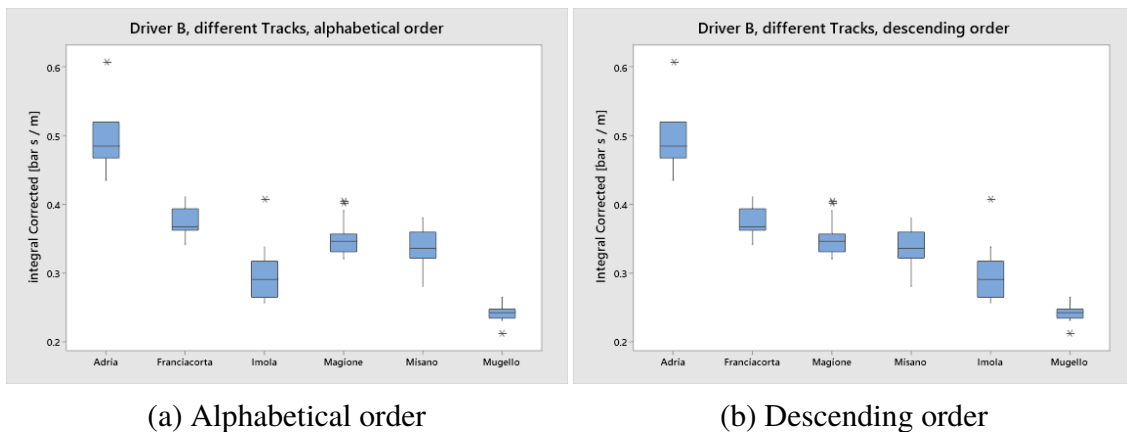 Driver B, different Tracks, alphabetical order
integral Corrected [bar s / m]
0.6
0.5
0.4
0.3
0.2
Adria Franciacorta Imola Magione Misano Mugello
(a) Alphabetical order
Driver B, different Tracks, descending order
Integral Corrected [bar s / m]
0.6
0.5
0.4
0.3
0.2
Adria Franciacorta Magione Misano Imola Mugello
(b) Descending order